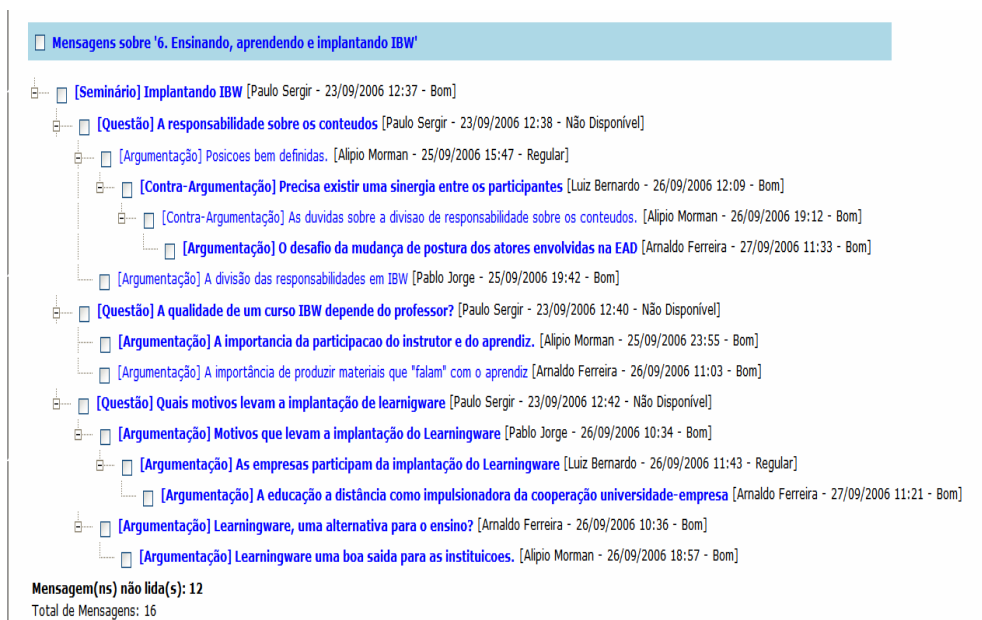 Mensagens sobre '6. Ensinando, aprendendo e implantando IBW'
[Seminário] Implantando IBW [Paulo Sergir - 23/09/2006 12:37 - Bom]
[Questão] A responsabilidade sobre os conteudos [Paulo Sergir - 23/09/2006 12:38 - Não Disponível]
[Argumentação] Posicoes bem definidas. [Alipio Morman - 25/09/2006 15:47 - Regular]
[Contra-Argumentação] Precisa existir uma sinergia entre os participantes [Luiz Bernardo - 26/09/2006 12:09 - Bom]
[Contra-Argumentação] As duvidas sobre a divisao de responsabilidade sobre os conteudos. [Alipio Morman - 26/09/2006 19:12 - Bom]
[Argumentação] O desafio da mudança de postura dos atores envolvidas na EAD [Arnaldo Ferreira - 27/09/2006 11:33 - Bom]
[Argumentação] A divisão das responsabilidades em IBW [Pablo Jorge - 25/09/2006 19:42 - Bom]
[Questão] A qualidade de um curso IBW depende do professor? [Paulo Sergir - 23/09/2006 12:40 - Não Disponível]
[Argumentação] A importancia da participacao do instrutor e do aprendiz. [Alipio Morman - 25/09/2006 23:55 - Bom]
[Argumentação] A importância de produzir materiais que "falam" com o aprendiz [Arnaldo Ferreira - 26/09/2006 11:03 - Bom]
[Questão] Quais motivos levam a implantação de learnigware [Paulo Sergir - 23/09/2006 12:42 - Não Disponível]
[Argumentação] Motivos que levam a implantação do Learningware [Pablo Jorge - 26/09/2006 10:34 - Bom]
[Argumentação] As empresas participam da implantação do Learningware [Luiz Bernardo - 26/09/2006 11:43 - Regular]
[Argumentação] A educação a distância como impulsionadora da cooperação universidade-empresa [Arnaldo Ferreira - 27/09/2006 11:21 - Bom]
[Argumentação] Learningware, uma alternativa para o ensino? [Arnaldo Ferreira - 26/09/2006 10:36 - Bom]
[Argumentação] Learningware uma boa saida para as instituicoes. [Alipio Morman - 26/09/2006 18:57 - Bom]
Mensagem(ns) não lida(s): 12
Total de Mensagens: 16